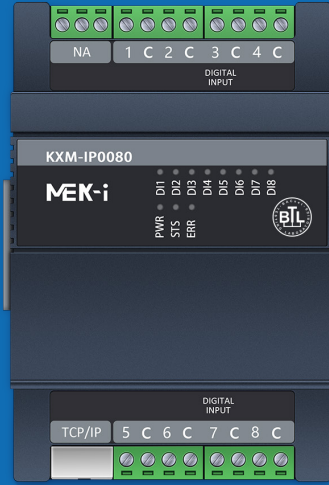 NA 1 C 2 C 3 C 4 C
DIGITAL
INPUT
KXM-IP0080
MEK-i
DI1 DI2 DI3 DI4 DI5 DI6 DI7 DI8
PWR STS ERR
BTL
DIGITAL
INPUT
TCP/IP 5 C 6 C 7 C 8 C